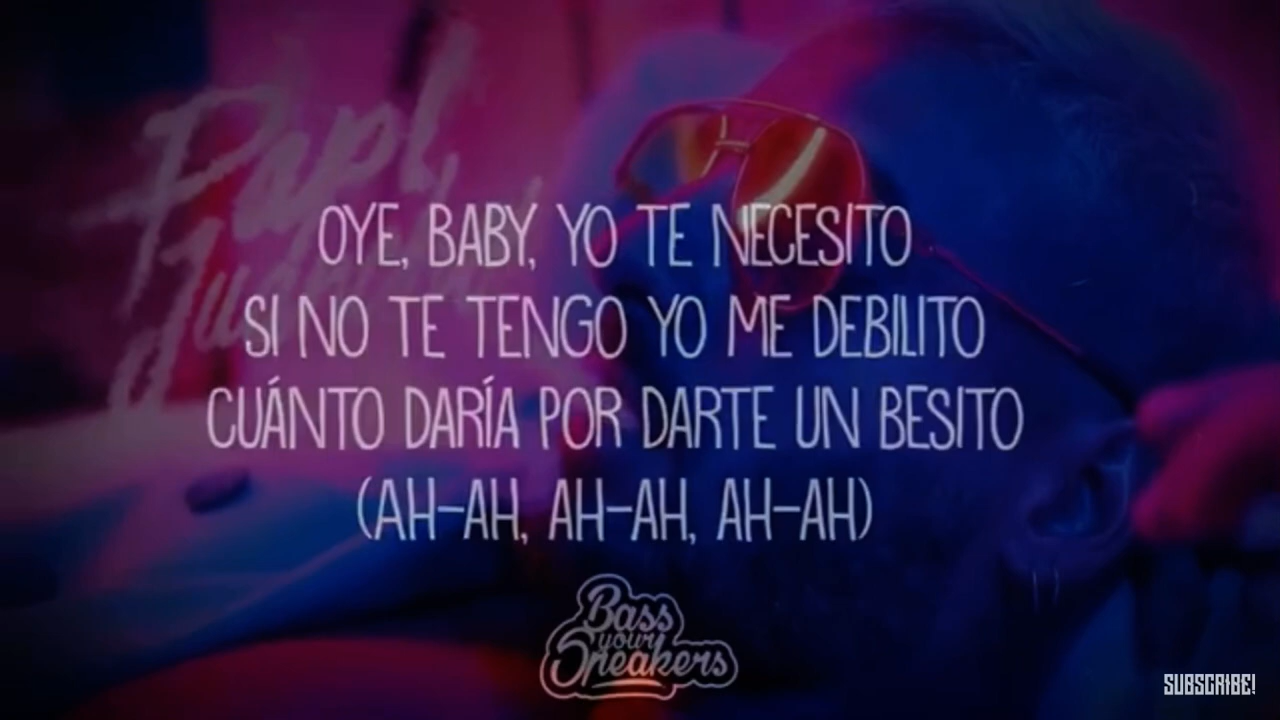 Papi,
OYE, BABY, YO TE NECESITO
SI NO TE TENGO YO ME DEBILITO
CUÁNTO DARÍA POR DARTE UN BESITO
(AH-AH, AH-AH, AH-AH)
Bass
your
Speakers
SUBSCRIBE!